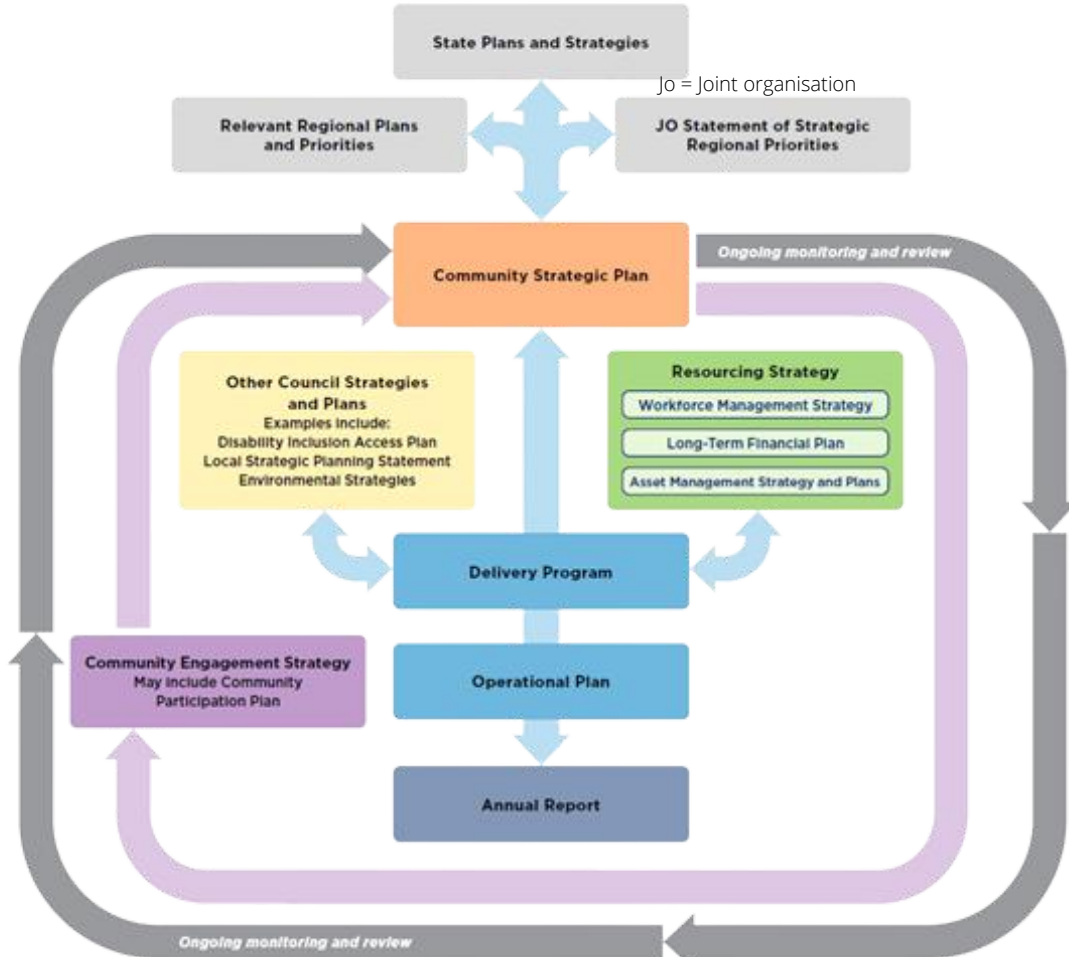 State Plans and Strategies
Jo = Joint organisation
Relevant Regional Plans
and Priorities
JO Statement of Strategic
Regional Priorities
Ongoing monitoring and review
Community Strategic Plan
Other Council Strategies
and Plans
Examples include:
Disability Inclusion Access Plan
Local Strategic Planning Statement
Environmental Strategies
Resourcing Strategy
Workforce Management Strategy
Long-Term Financial Plan
Asset Management Strategy and Plans
Delivery Program
Community Engagement Strategy
May Include Community
Participation Plan
Operational Plan
Annual Report
Ongoing monitoring and review